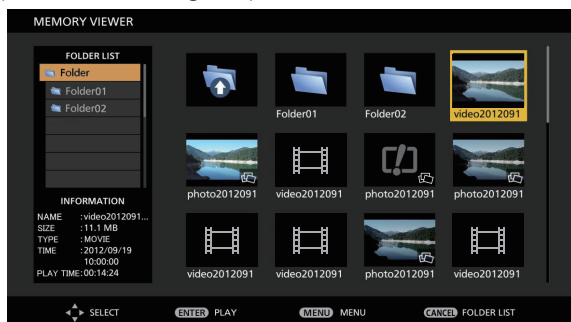 MEMORY VIEWER
FOLDER LIST
Folder
Folder01
Folder02
INFORMATION
NAME :video2012091...
SIZE :11.1 MB
TYPE :MOVIE
TIME :2012/09/19
10:00:00
PLAY TIME:00:14:24
Folder01
Folder02
video2012091
photo2012091
video2012091
photo2012091
photo2012091
video2012091
video2012091
photo2012091
video2012091
SELECT
ENTER PLAY
MENU MENU
CANCEL FOLDER LIST